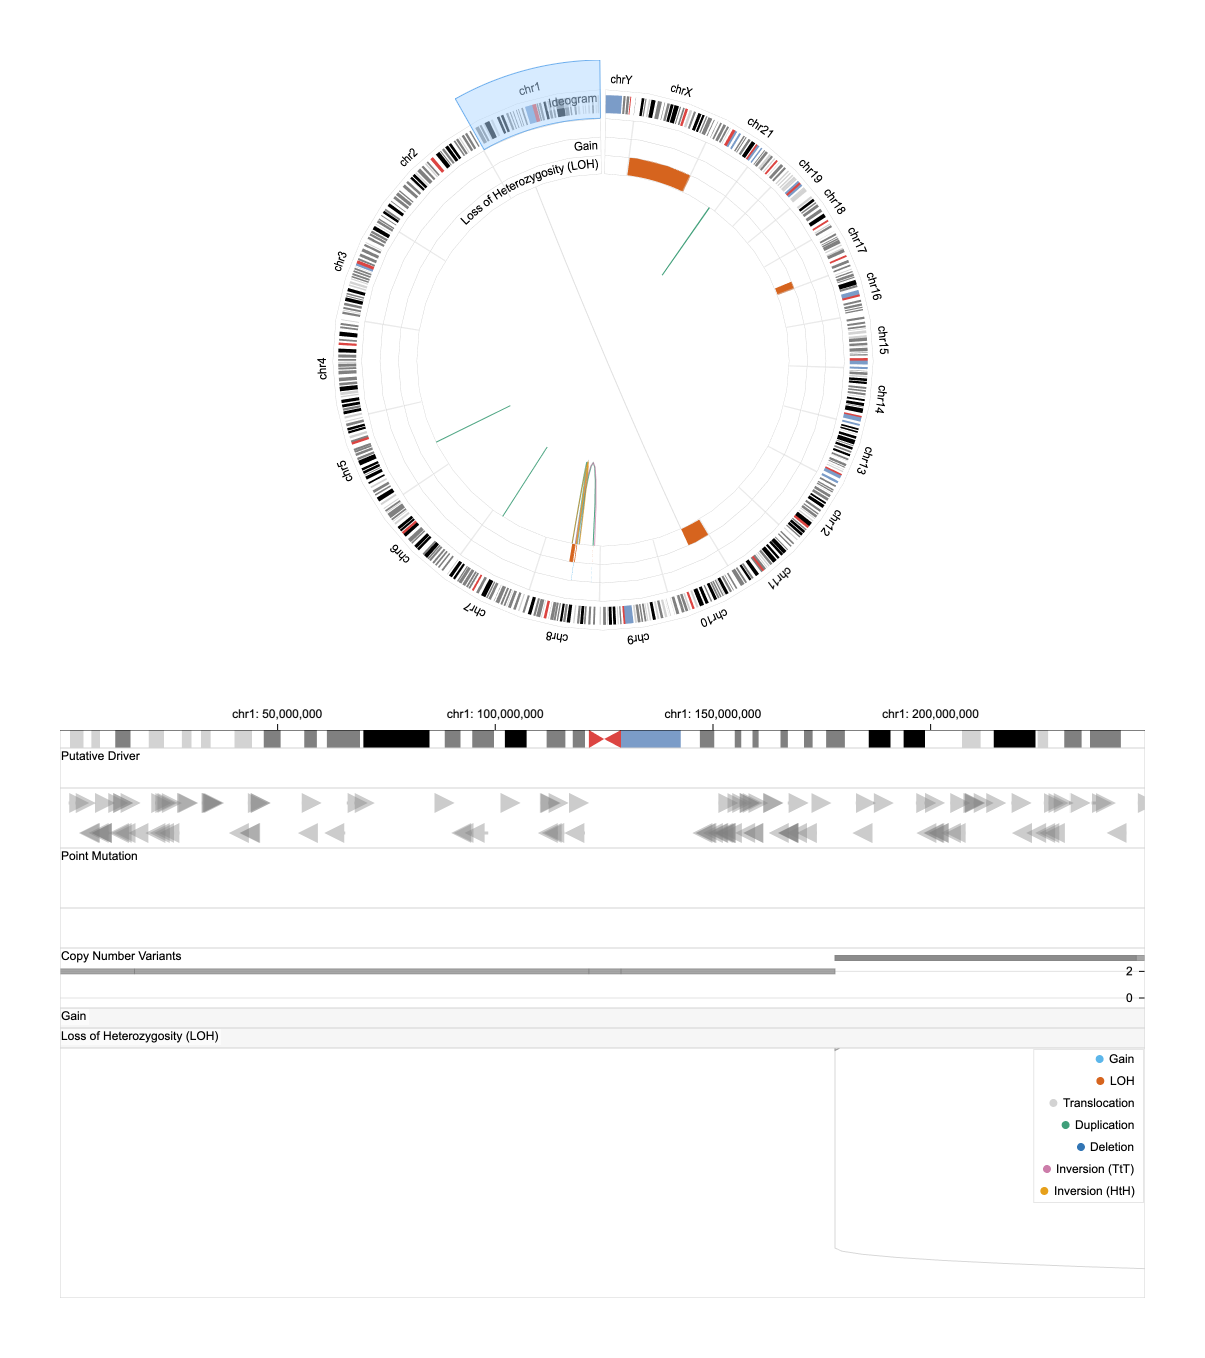 chr1
Ideogram
chrY
chrX
chr21
chr19
chr18
chr17
chr16
chr15
chr14
chr13
chr12
chr11
chr10
chr9
chr8
chr7
chr6
chr5
chr4
chr3
chr2
Gain
Loss of Heterozygosity (LOH)
chr1: 50,000,000
chr1: 100,000,000
chr1: 150,000,000
chr1: 200,000,000
Putative Driver
Point Mutation
Copy Number Variants
2
0
Gain
Loss of Heterozygosity (LOH)
Gain
LOH
Translocation
Duplication
Deletion
Inversion (TtT)
Inversion (HtH)